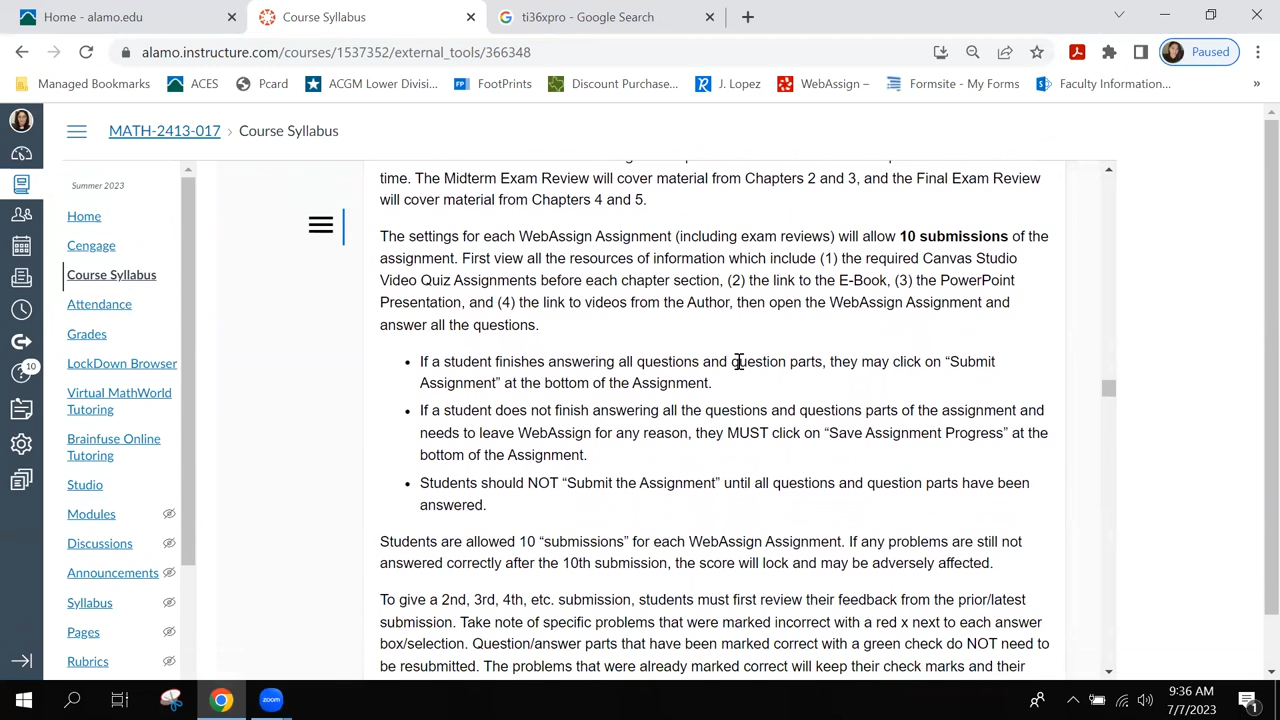 Home - alamo.edu
Course Syllabus
ti36xpro - Google Search
alamo.instructure.com/courses/1537352/external_tools/366348
Paused
Managed Bookmarks
ACES
Pcard
ACGM Lower Divisi...
FootPrints
Discount Purchase...
J. Lopez
WebAssign –
Formsite - My Forms
Faculty Information...
»
MATH-2413-017 › Course Syllabus
Summer 2023
Home
Cengage
Course Syllabus
Attendance
Grades
LockDown Browser
Virtual MathWorld
Tutoring
Brainfuse Online
Tutoring
Studio
Modules
Discussions
Announcements
Syllabus
Pages
Rubrics
10
time. The Midterm Exam Review will cover material from Chapters 2 and 3, and the Final Exam Review
will cover material from Chapters 4 and 5.
The settings for each WebAssign Assignment (including exam reviews) will allow 10 submissions of the
assignment. First view all the resources of information which include (1) the required Canvas Studio
Video Quiz Assignments before each chapter section, (2) the link to the E-Book, (3) the PowerPoint
Presentation, and (4) the link to videos from the Author, then open the WebAssign Assignment and
answer all the questions.
• If a student finishes answering all questions and question parts, they may click on “Submit
Assignment” at the bottom of the Assignment.
• If a student does not finish answering all the questions and questions parts of the assignment and
needs to leave WebAssign for any reason, they MUST click on “Save Assignment Progress” at the
bottom of the Assignment.
• Students should NOT “Submit the Assignment” until all questions and question parts have been
answered.
Students are allowed 10 “submissions” for each WebAssign Assignment. If any problems are still not
answered correctly after the 10th submission, the score will lock and may be adversely affected.
To give a 2nd, 3rd, 4th, etc. submission, students must first review their feedback from the prior/latest
submission. Take note of specific problems that were marked incorrect with a red x next to each answer
box/selection. Question/answer parts that have been marked correct with a green check do NOT need to
be resubmitted. The problems that were already marked correct will keep their check marks and their
zoom
9:36 AM
7/7/2023
1